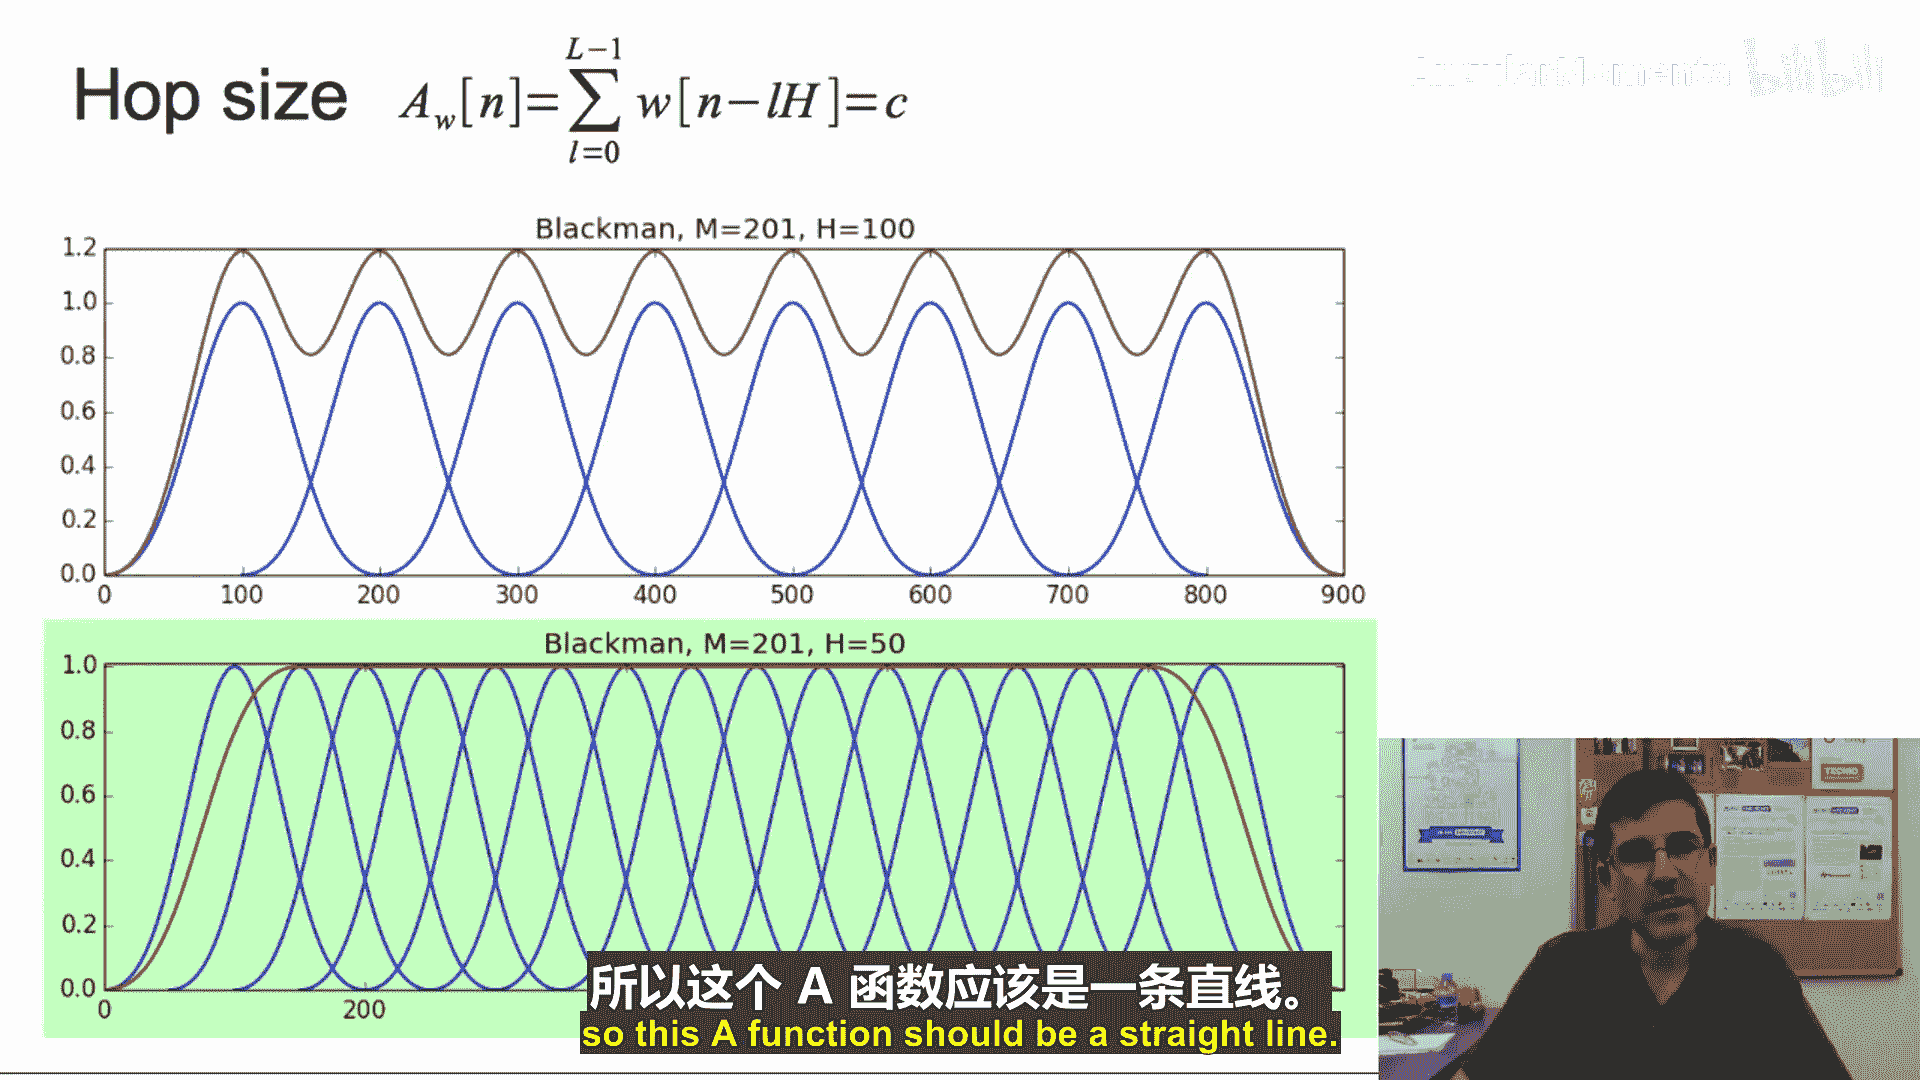 Hop size A_w[n]=∑_{l=0}^{L−1} w[n−lH]=c
Blackman, M=201, H=100
1.2
1.0
0.8
0.6
0.4
0.2
0.0
0 100 200 300 400 500 600 700 800 900
Blackman, M=201, H=50
1.0
0.8
0.6
0.4
0.2
0.0
0 200
所以这个 A 函数应该是一条直线。
so this A function should be a straight line.
bilibili
TECNIO